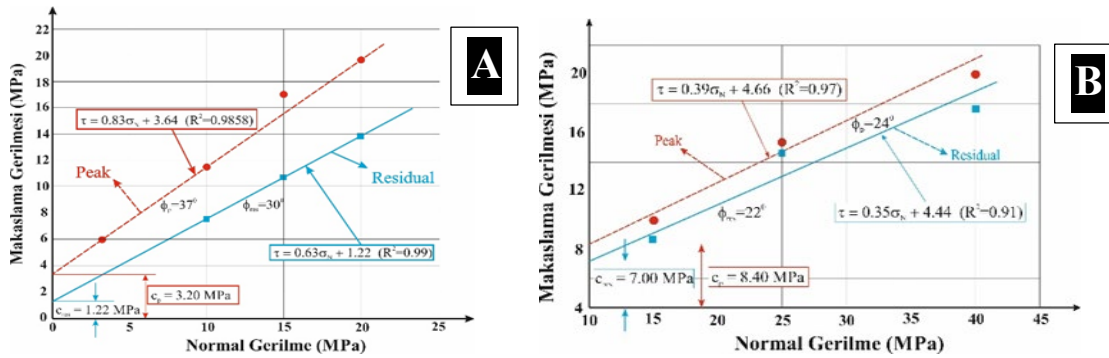 A
Makaslama Gerilmesi (MPa)
22
20
18
16
14
12
10
8
6
4
2
0
τ = 0.83σN + 3.64 (R²=0.9858)
Peak
ϕp=37⁰
ϕres=30⁰
Residual
τ = 0.63σN + 1.22 (R²=0.99)
cp = 3.20 MPa
cres = 1.22 MPa
0 5 10 15 20 25
Normal Gerilme (MPa)
B
Makaslama Gerilmesi (MPa)
20
16
12
8
4
τ = 0.39σN + 4.66 (R²=0.97)
Peak
ϕp=24⁰
Residual
ϕres=22⁰
τ = 0.35σN + 4.44 (R²=0.91)
cres = 7.00 MPa
cp = 8.40 MPa
10 15 20 25 30 35 40 45
Normal Gerilme (MPa)